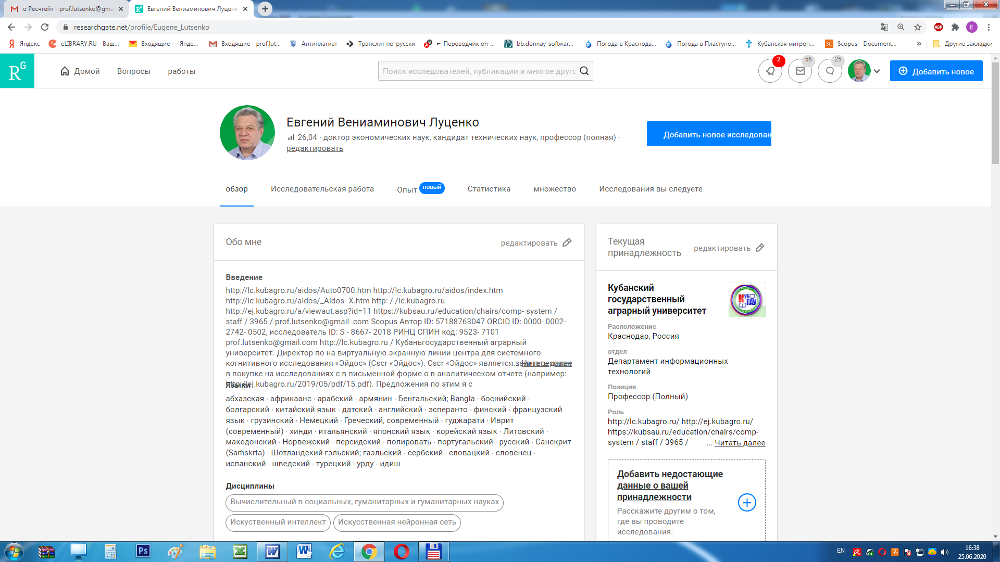 о Ресчгейт - prof.lutsenko@gma
Евгений Вениаминович Луценк
researchgate.net/profile/Eugene_Lutsenko
ABP
E
Яндекс
eLIBRARY.RU - Ваш...
Входящие — Янде...
Входящие - prof.lut...
Антиплагиат
Транслит по-русски
► Переводчик on-...
bb.donnay-softwar...
Погода в Краснода...
Погода в Пластуно...
Кубанская митроп...
SC
Scopus - Document...
»
Другие закладки
RG
Домой
Вопросы
работы
Поиск исследователей, публикации и многое друго
2
56
25
Добавить новое
Евгений Вениаминович Луценко
26,04 · доктор экономических наук, кандидат технических наук, профессор (полная) ·
редактировать
Добавить новое исследован
обзор
Исследовательская работа
Опыт
новый
Статистика
множество
Исследования вы следуете
Обо мне
редактировать
Введение
http://lc.kubagro.ru/aidos/Auto0700.htm http://lc.kubagro.ru/aidos/index.htm
http://lc.kubagro.ru/aidos/_Aidos- X.htm http: / /lc.kubagro.ru
http://ej.kubagro.ru/a/viewaut.asp?id=11 https://kubsau.ru/education/chairs/comp- system /
staff / 3965 / prof.lutsenko@gmail .com Scopus Автор ID: 57188763047 ORCID ID: 0000- 0002-
2742- 0502, исследователь ID: S - 8667- 2018 РИНЦ СПИН код: 9523- 7101
prof.lutsenko@gmail.com http://lc.kubagro.ru / Кубаньгосударственный аграрный
университет. Директор по на виртуальную экранную линии центра для системного
когнитивного исследования «Эйдос» (Cscr «Эйдос»). Cscr «Эйдос» является заинтересован
... Читать далее
в покупке на исследованиях с в письменной форме о в аналитическом отчете (например:
http://ej.kubagro.ru/2019/05/pdf/15.pdf). Предложения по этим я с
Языки
абхазская · африкаанс · арабский · армянин · Бенгальский; Bangla · боснийский ·
болгарский · китайский язык · датский · английский · эсперанто · финский · французский
язык · грузинский · Немецкий · Греческий, современный · гуджарати · Иврит
(современный) · хинди · итальянский · японский язык · корейский язык · Литовский ·
македонский · Норвежский · персидский · полировать · португальский · русский · Санскрит
(Saṁskṛta) · Шотландский гэльский; гаэльский · сербский · словацкий · словенец ·
испанский · шведский · турецкий · урду · идиш
Дисциплины
Вычислительный в социальных, гуманитарных и гуманитарных науках
Искуственный интеллект
Искусственная нейронная сеть
Текущая
принадлежность
редактировать
Кубанский
государственный
аграрный университет
КубГАУ
Расположение
Краснодар, Россия
отдел
Департамент информационных
технологий
Позиция
Профессор (Полный)
Роль
http://lc.kubagro.ru/ http://ej.kubagro.ru/
https://kubsau.ru/education/chairs/comp-
system / staff / 3965 / ... Читать далее
Добавить недостающие
данные о вашей
принадлежности
Расскажите другим о том,
где вы проводите
исследования.
Ps
EN
16:38
25.06.2020